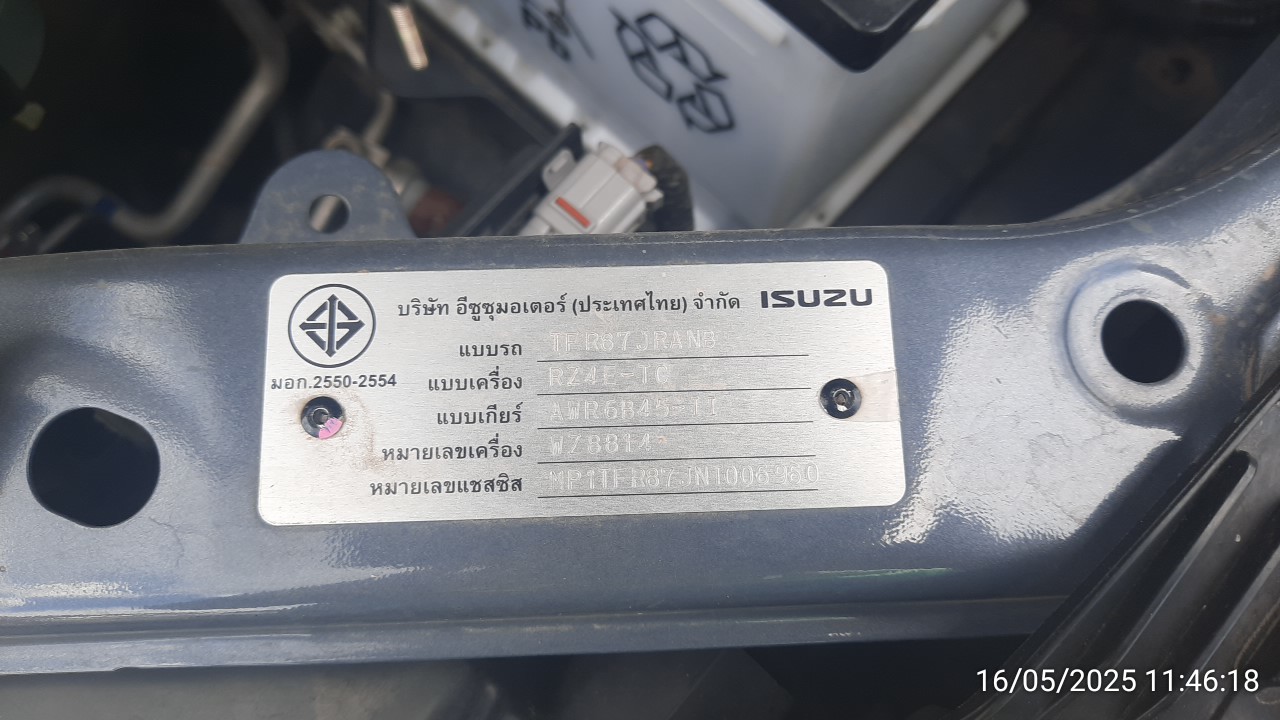 บริษัท อีซูซุมอเตอร์ (ประเทศไทย) จำกัด ISUZU
มอก.2550-2554
แบบรถ TFR87JRANB
แบบเครื่อง
แบบเกียร์ AWR6B45-II
หมายเลขเครื่อง
หมายเลขแชสซีส
16/05/2025 11:46:18